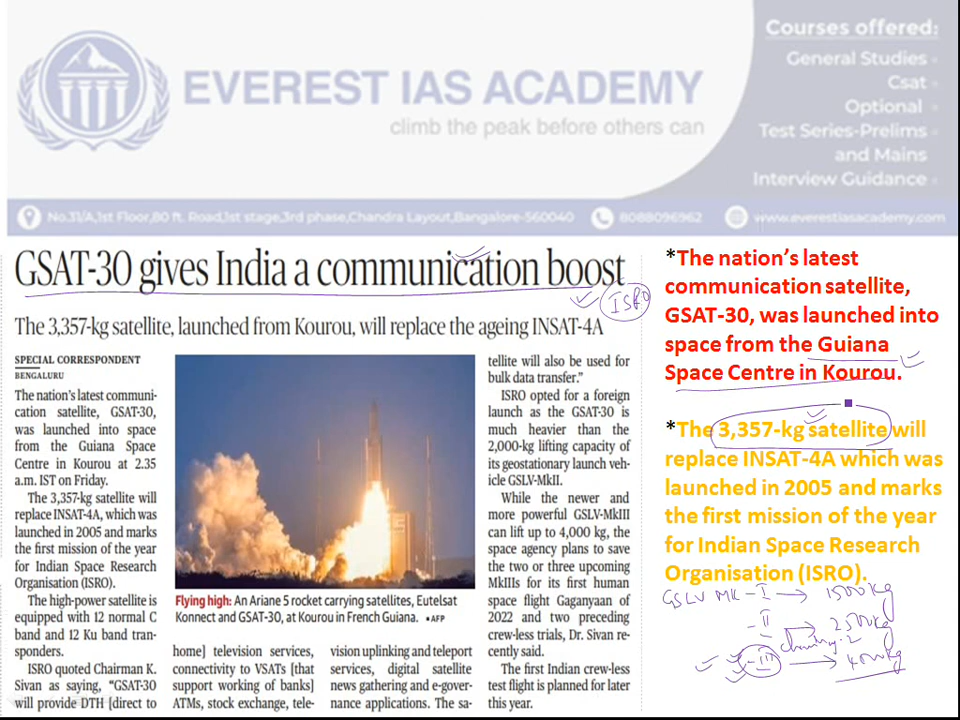 Courses offered:
General Studies
Csat
Optional
Test Series-Prelims
and Mains
Interview Guidance
EVEREST IAS ACADEMY
climb the peak before others can
No.31/A,1st Floor,80 ft. Road,1st stage,3rd phase,Chandra Layout,Bangalore-560040
8088096962
www.everestiasacademy.com
GSAT-30 gives India a communication boost
ISRO
The 3,357-kg satellite, launched from Kourou, will replace the ageing INSAT-4A
SPECIAL CORRESPONDENT
BENGALURU
The nation's latest communi-
cation satellite, GSAT-30,
was launched into space
from the Guiana Space
Centre in Kourou at 2.35
a.m. IST on Friday.
The 3,357-kg satellite will
replace INSAT-4A, which was
launched in 2005 and marks
the first mission of the year
for Indian Space Research
Organisation (ISRO).
The high-power satellite is
equipped with 12 normal C
band and 12 Ku band tran-
sponders.
ISRO quoted Chairman K.
Sivan as saying, "GSAT-30
will provide DTH [direct to
Flying high: An Ariane 5 rocket carrying satellites, Eutelsat
Konnect and GSAT-30, at Kourou in French Guiana. •AFP
home] television services,
connectivity to VSATs [that
support working of banks]
ATMs, stock exchange, tele-
vision uplinking and teleport
services, digital satellite
news gathering and e-gover-
nance applications. The sa-
tellite will also be used for
bulk data transfer."
ISRO opted for a foreign
launch as the GSAT-30 is
much heavier than the
2,000-kg lifting capacity of
its geostationary launch veh-
icle GSLV-MkII.
While the newer and
more powerful GSLV-MkIII
can lift up to 4,000 kg, the
space agency plans to save
the two or three upcoming
MkIIIs for its first human
space flight Gaganyaan of
2022 and two preceding
crew-less trials, Dr. Sivan re-
cently said.
The first Indian crew-less
test flight is planned for later
this year.
*The nation's latest
communication satellite,
GSAT-30, was launched into
space from the Guiana
Space Centre in Kourou.
*The 3,357-kg satellite will
replace INSAT-4A which was
launched in 2005 and marks
the first mission of the year
for Indian Space Research
Organisation (ISRO).
GSLV MK-I 1500kg
-II 2500kg
-III 4000kg